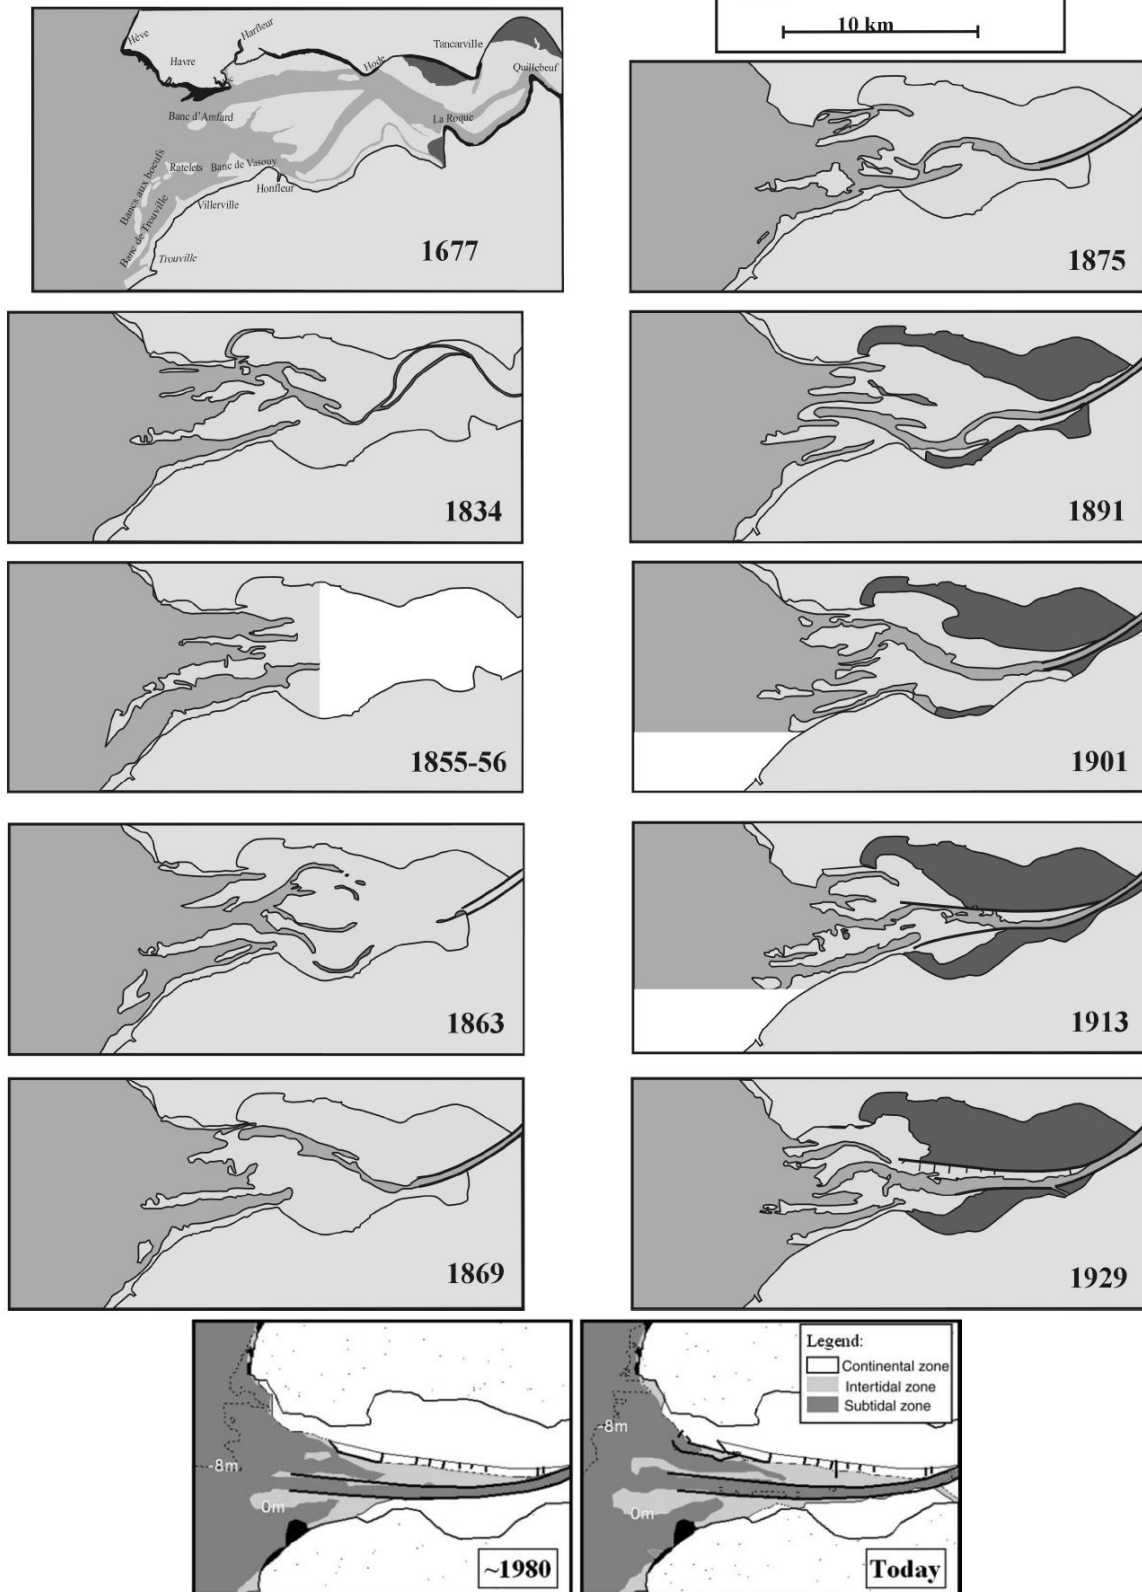 10 km
Hève
Harfleur
Havre
Tancarville
Hode
Quillebeuf
Banc d'Amfard
La Roque
Bancs aux boeufs
Ratelets
Banc de Vasouy
Honfleur
Villerville
Banc de Trouville
Trouville
1677
1875
1834
1891
1855-56
1901
1863
1913
1869
1929
-8m
0m
~1980
Legend:
Continental zone
Intertidal zone
Subtidal zone
-8m
0m
Today